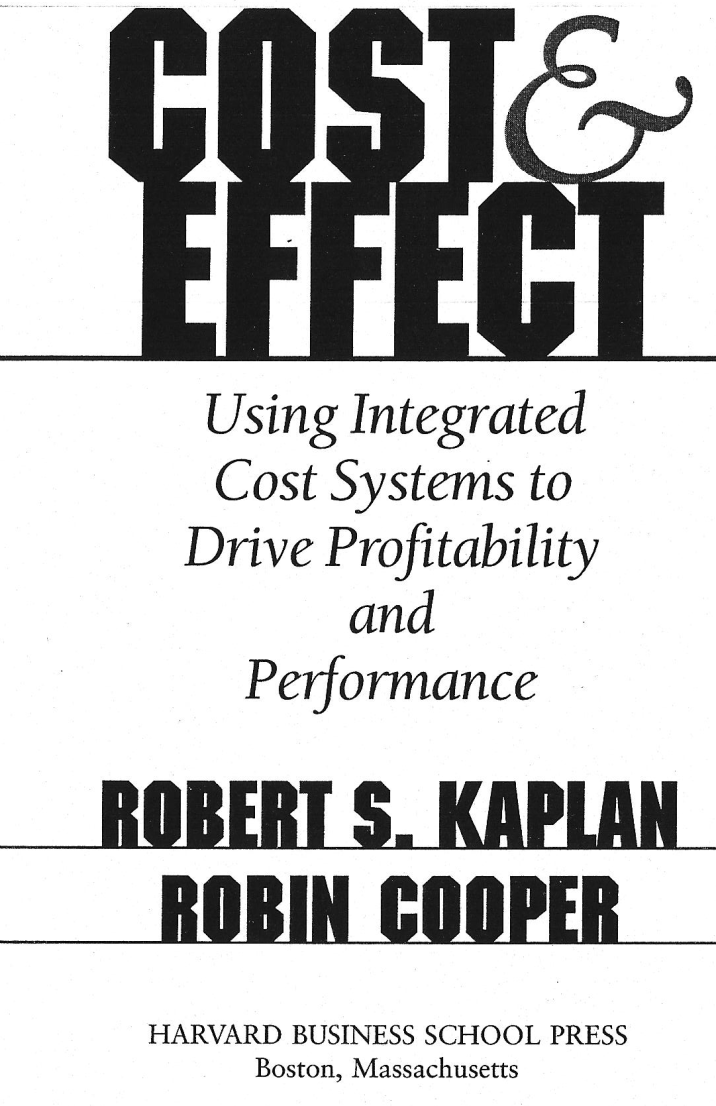 COST &
EFFECT
Using Integrated
Cost Systems to
Drive Profitability
and
Performance
ROBERT S. KAPLAN
ROBIN COOPER
HARVARD BUSINESS SCHOOL PRESS
Boston, Massachusetts